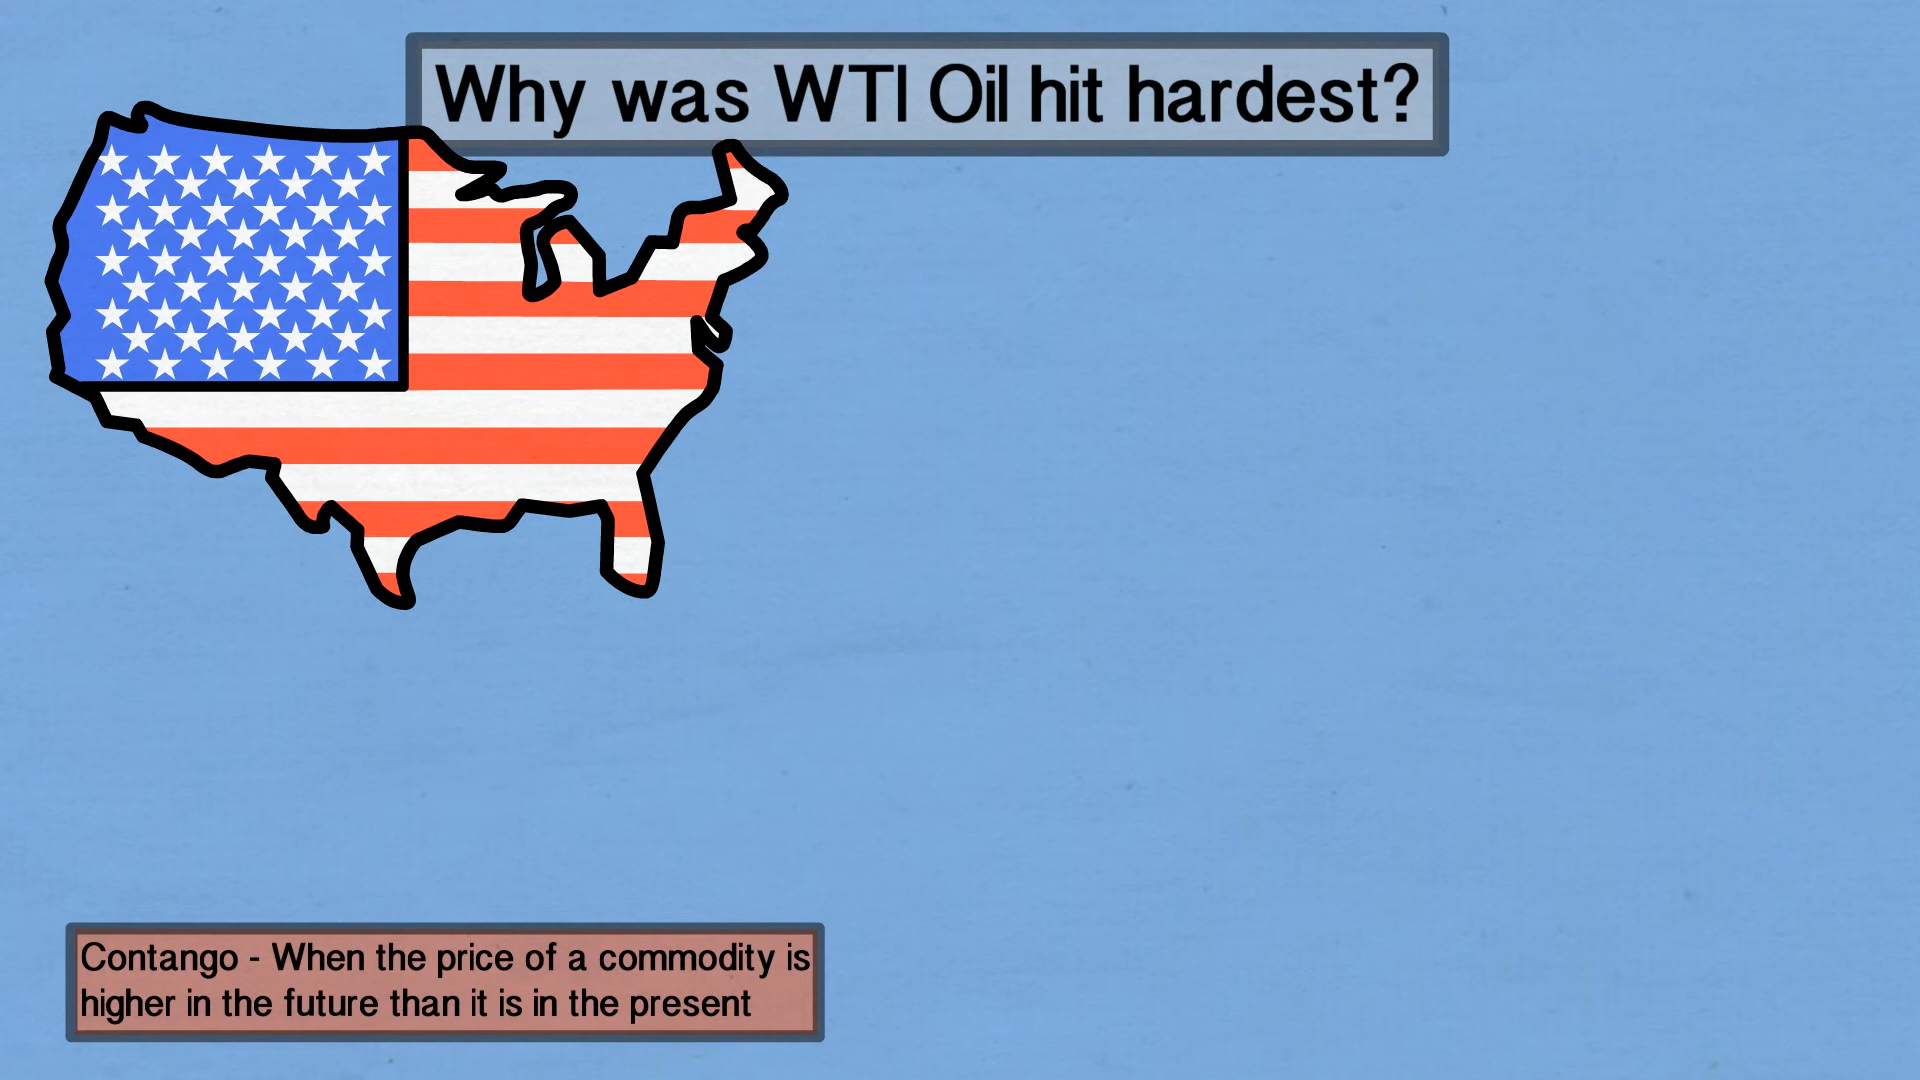 Why was WTI Oil hit hardest?
Contango - When the price of a commodity is
higher in the future than it is in the present